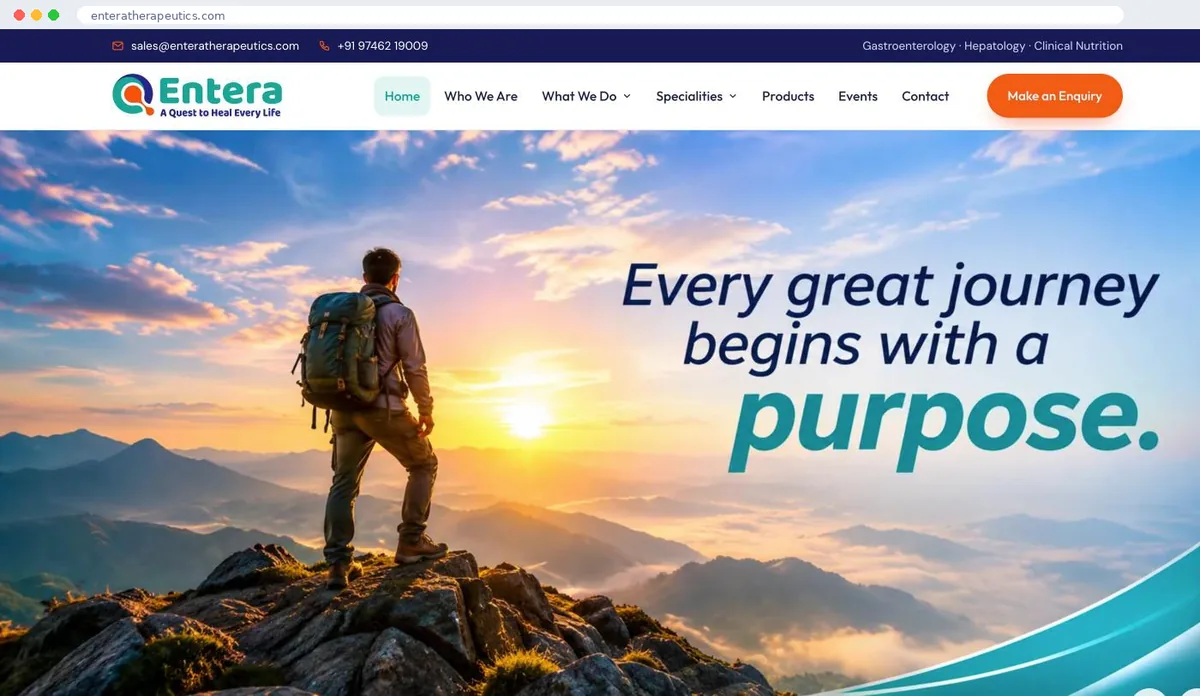 enteratherapeutics.com
sales@enteratherapeutics.com +91 97462 19009 Gastroenterology · Hepatology · Clinical Nutrition
Entera
A Quest to Heal Every Life
Home Who We Are What We Do Specialities Products Events Contact Make an Enquiry
Every great journey
begins with a
purpose.